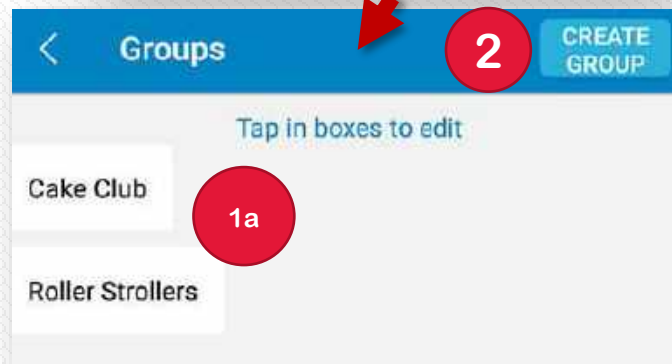 Groups
2
CREATE
GROUP
Tap in boxes to edit
Cake Club
1a
Roller Strollers